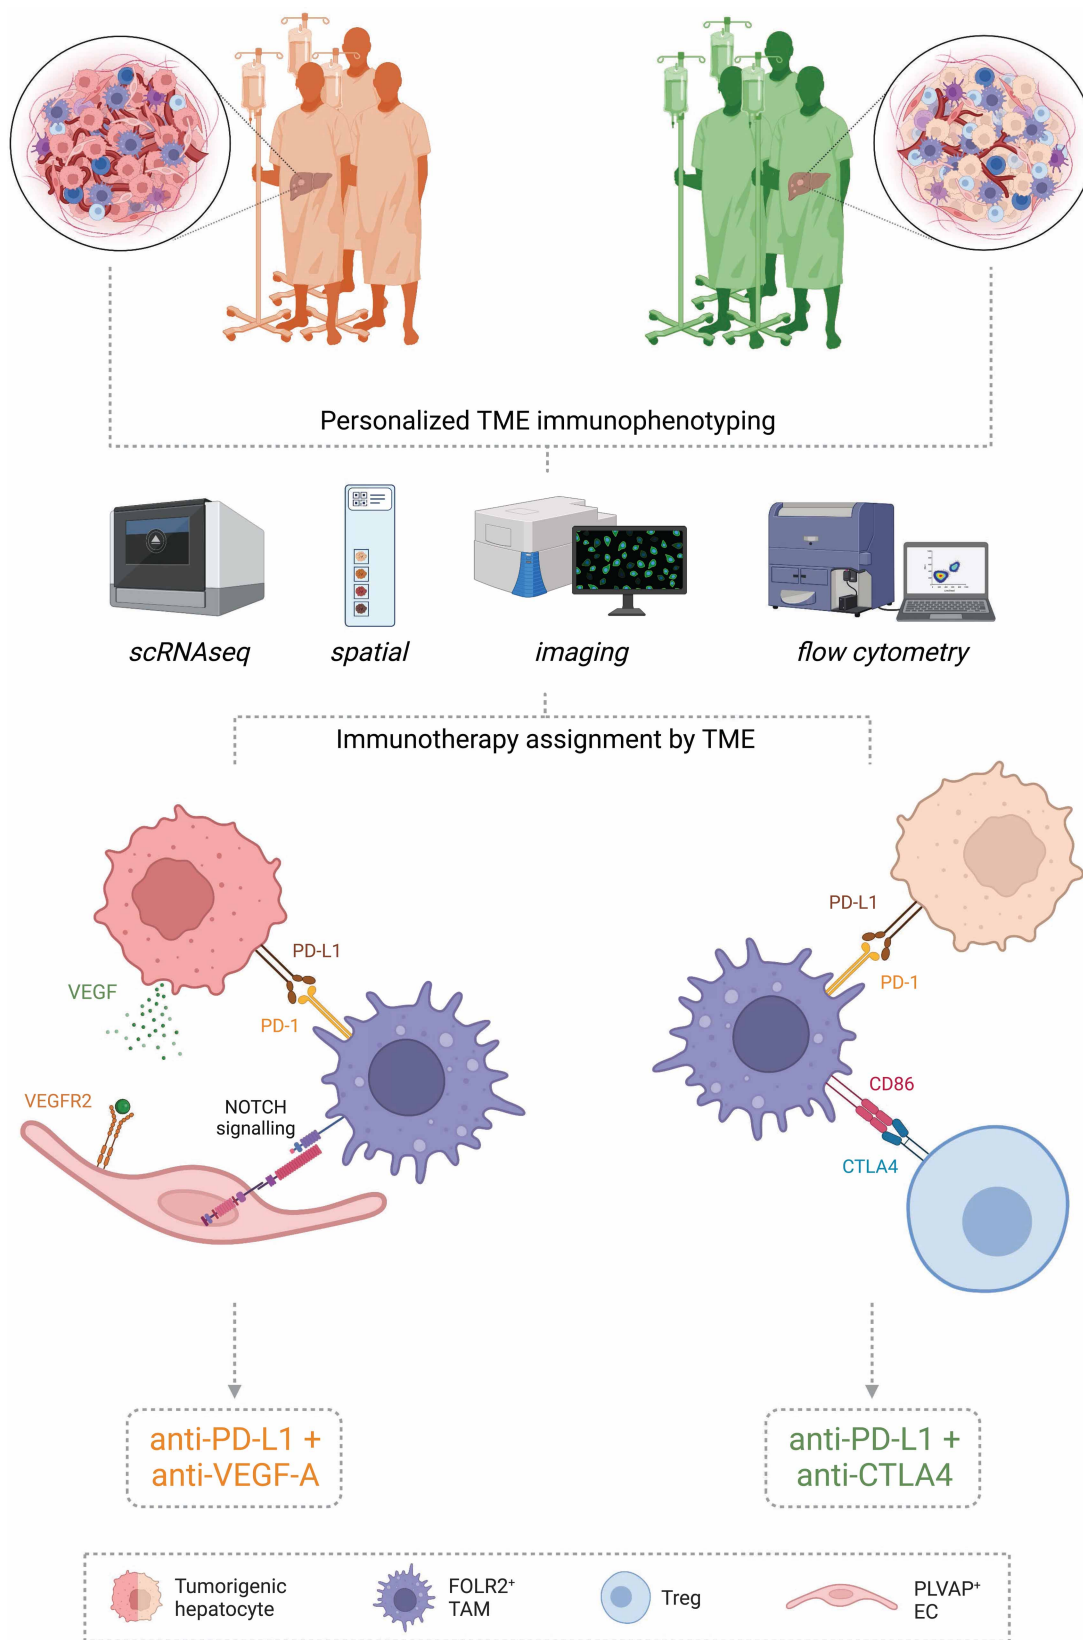 Personalized TME immunophenotyping
scRNAseq
spatial
imaging
flow cytometry
Immunotherapy assignment by TME
PD-L1
VEGF
PD-1
VEGFR2
NOTCH
signalling
PD-L1
PD-1
CD86
CTLA4
anti-PD-L1 +
anti-VEGF-A
anti-PD-L1 +
anti-CTLA4
Tumorigenic
hepatocyte
FOLR2⁺
TAM
Treg
PLVAP⁺
EC